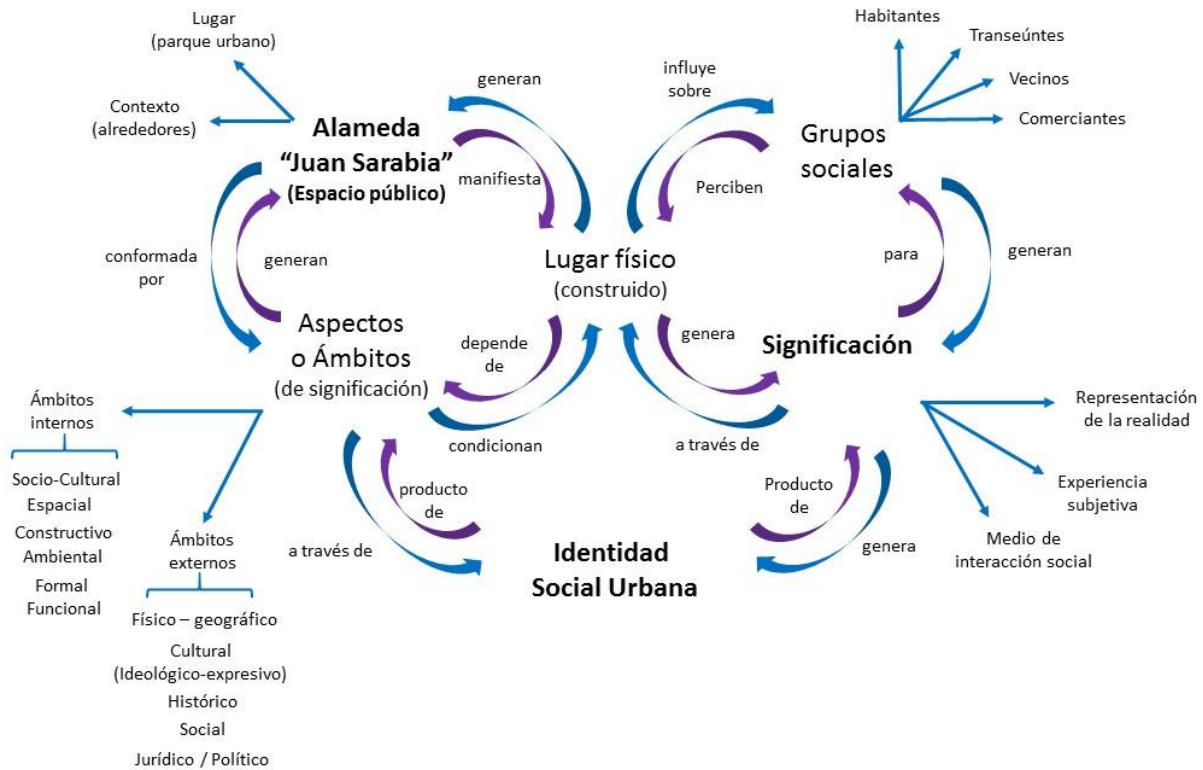 Lugar
(parque urbano)
Contexto
(alrededores)
Alameda
“Juan Sarabia”
(Espacio público)
generan
manifiesta
influye
sobre
Perciben
Grupos
sociales
Habitantes
Transeúntes
Vecinos
Comerciantes
conformada
por
generan
Lugar físico
(construido)
para
generan
Aspectos
o Ámbitos
(de significación)
depende
de
genera
Significación
condicionan
a través de
Ámbitos
internos
Socio-Cultural
Espacial
Constructivo
Ambiental
Formal
Funcional
Ámbitos
externos
Físico – geográfico
Cultural
(Ideológico-expresivo)
Histórico
Social
Jurídico / Político
a través de
producto
de
Identidad
Social Urbana
Producto
de
genera
Representación
de la realidad
Experiencia
subjetiva
Medio de
interacción social